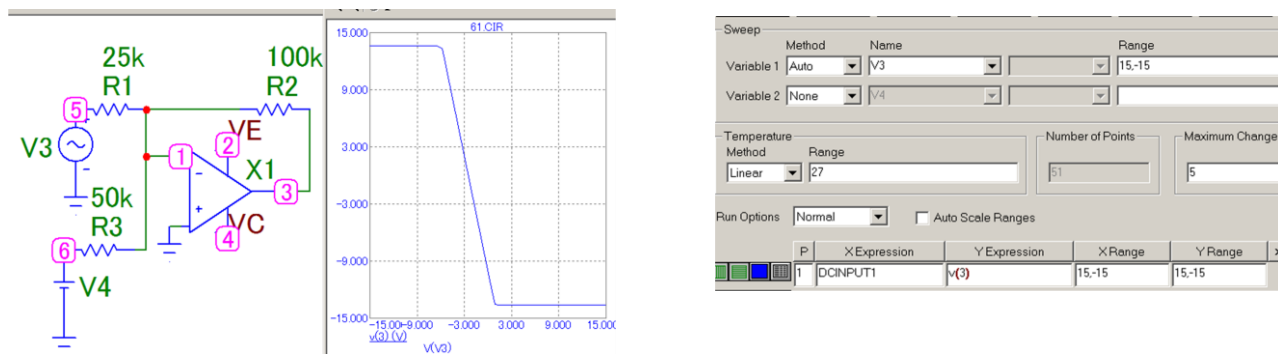 25k
R1
100k
R2
5
V3
1
VE
2
X1
3
VC
4
50k
R3
6
V4
61.CIR
15.000
9.000
3.000
-3.000
-9.000
-15.000
-15.00 -9.000 -3.000 3.000 9.000 15.000
v(3) (V)
V(V3)
Sweep
Method Name Range
Variable 1 Auto V3 15,-15
Variable 2 None V4
Temperature Number of Points Maximum Change
Method Range
Linear 27 51 5
Run Options Normal Auto Scale Ranges
P X Expression Y Expression X Range Y Range
1 DCINPUT1 v(3) 15,-15 15,-15